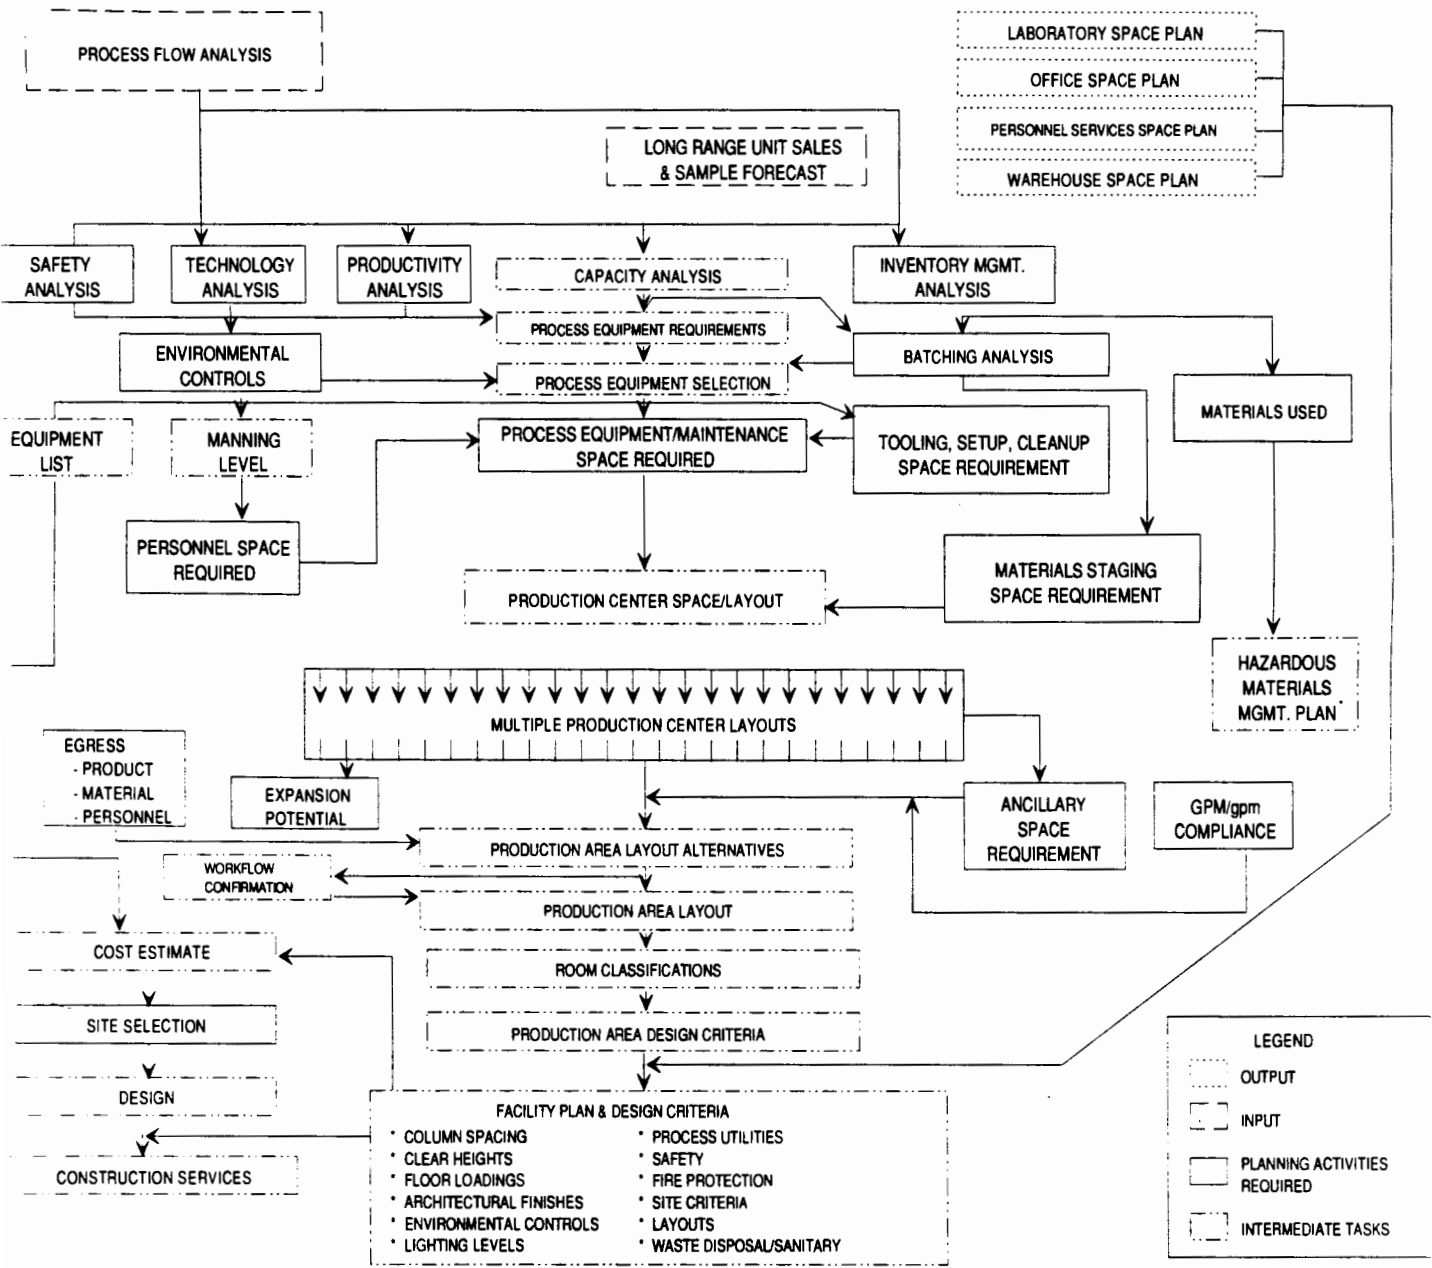 PROCESS FLOW ANALYSIS
LABORATORY SPACE PLAN
OFFICE SPACE PLAN
PERSONNEL SERVICES SPACE PLAN
WAREHOUSE SPACE PLAN
LONG RANGE UNIT SALES
& SAMPLE FORECAST
SAFETY
ANALYSIS
TECHNOLOGY
ANALYSIS
PRODUCTIVITY
ANALYSIS
CAPACITY ANALYSIS
INVENTORY MGMT.
ANALYSIS
PROCESS EQUIPMENT REQUIREMENTS
ENVIRONMENTAL
CONTROLS
BATCHING ANALYSIS
PROCESS EQUIPMENT SELECTION
MATERIALS USED
EQUIPMENT
LIST
MANNING
LEVEL
PROCESS EQUIPMENT/MAINTENANCE
SPACE REQUIRED
TOOLING, SETUP, CLEANUP
SPACE REQUIREMENT
PERSONNEL SPACE
REQUIRED
PRODUCTION CENTER SPACE/LAYOUT
MATERIALS STAGING
SPACE REQUIREMENT
HAZARDOUS
MATERIALS
MGMT. PLAN
MULTIPLE PRODUCTION CENTER LAYOUTS
EGRESS
- PRODUCT
- MATERIAL
- PERSONNEL
EXPANSION
POTENTIAL
ANCILLARY
SPACE
REQUIREMENT
GPM/gpm
COMPLIANCE
PRODUCTION AREA LAYOUT ALTERNATIVES
WORKFLOW
CONFIRMATION
PRODUCTION AREA LAYOUT
COST ESTIMATE
ROOM CLASSIFICATIONS
SITE SELECTION
PRODUCTION AREA DESIGN CRITERIA
DESIGN
CONSTRUCTION SERVICES
FACILITY PLAN & DESIGN CRITERIA
* COLUMN SPACING
* CLEAR HEIGHTS
* FLOOR LOADINGS
* ARCHITECTURAL FINISHES
* ENVIRONMENTAL CONTROLS
* LIGHTING LEVELS
* PROCESS UTILITIES
* SAFETY
* FIRE PROTECTION
* SITE CRITERIA
* LAYOUTS
* WASTE DISPOSAL/SANITARY
LEGEND
OUTPUT
INPUT
PLANNING ACTIVITIES
REQUIRED
INTERMEDIATE TASKS